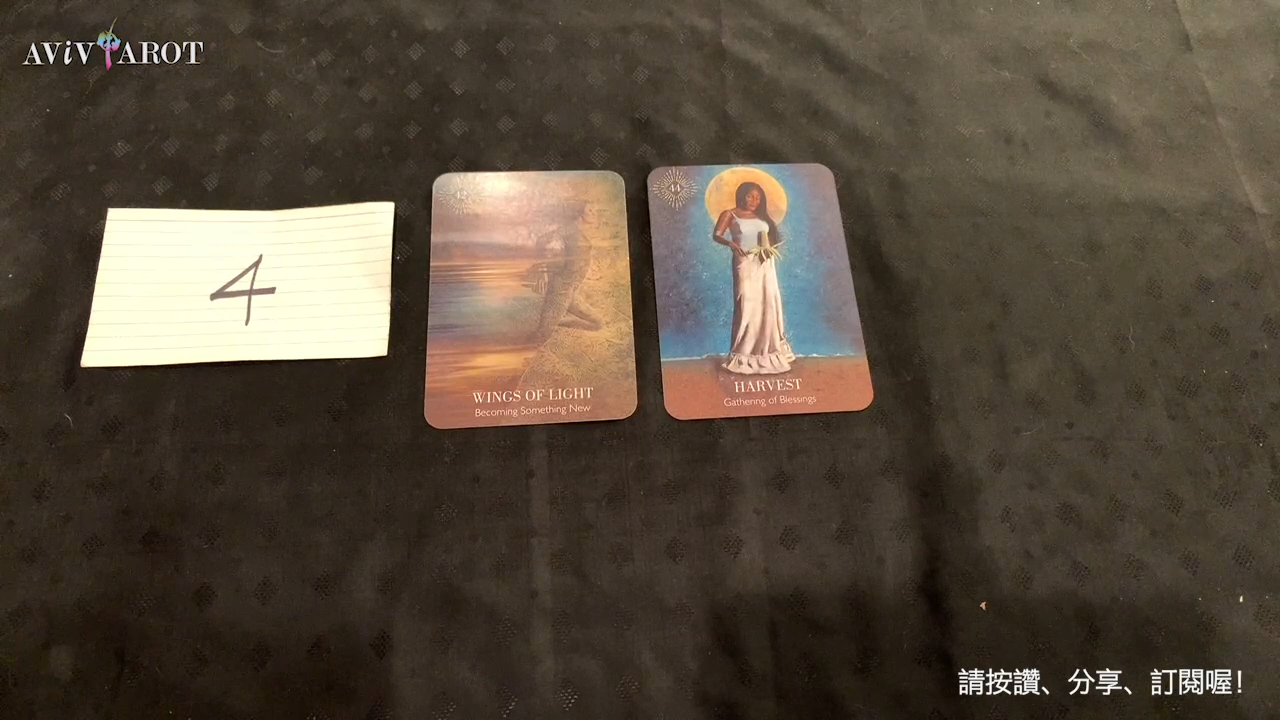 AViVTAROT
4
WINGS OF LIGHT
Becoming Something New
44
HARVEST
Gathering of Blessings
請按讚、分享、訂閱喔!